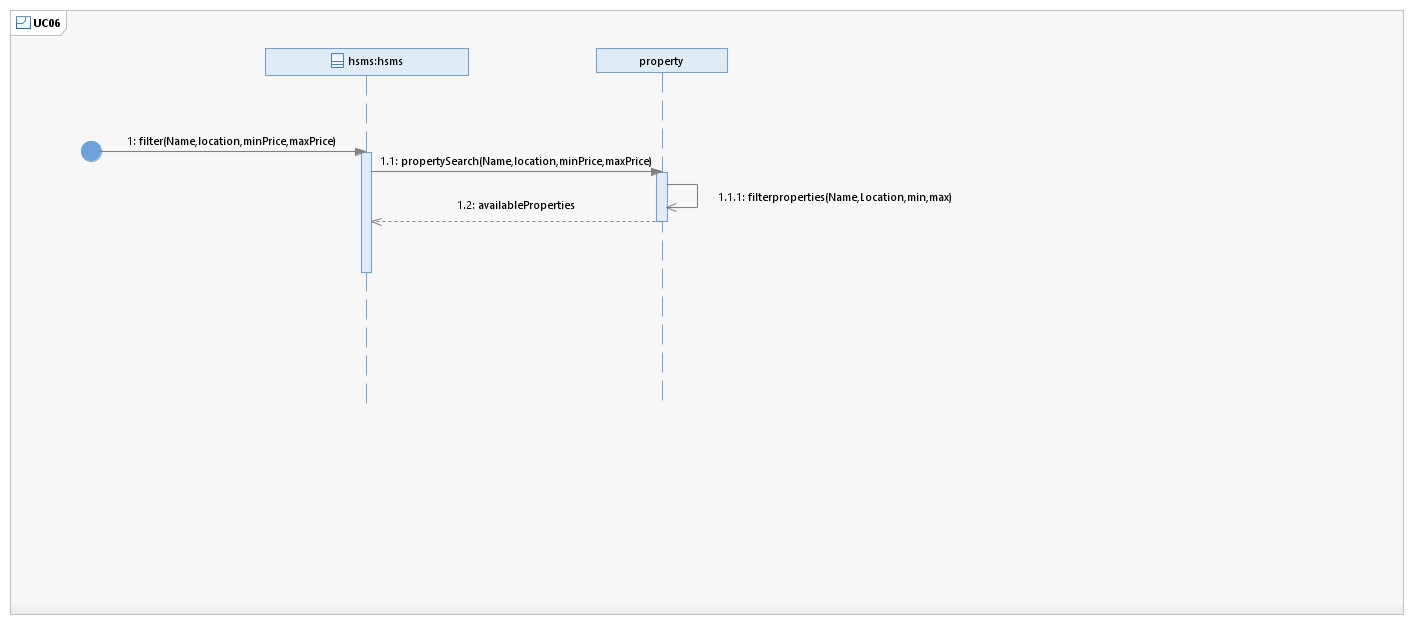 UC06
hsms:hsms
property
1: filter(Name,location,minPrice,maxPrice)
1.1: propertySearch(Name,location,minPrice,maxPrice)
1.1.1: filterproperties(Name,Location,min,max)
1.2: availableProperties